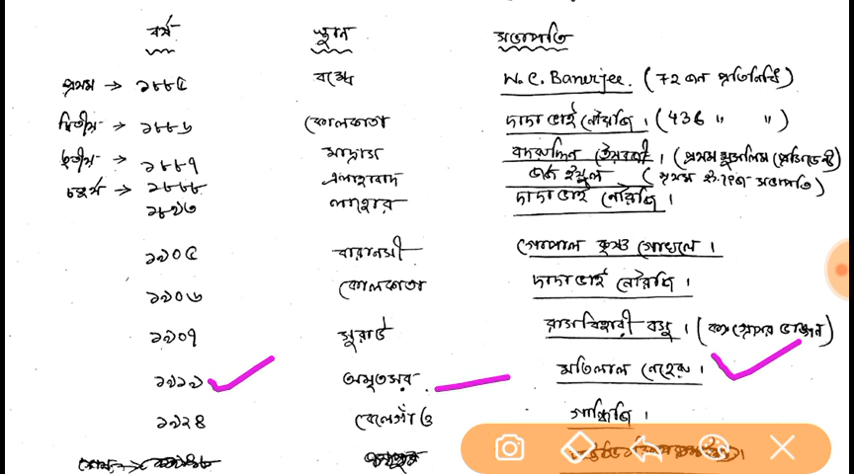 বর্ষ স্থান সভাপতি
প্রথম → ১৮৮৫ বম্বে W.C. Banerjee. (72 জন প্রতিনিধি)
দ্বিতীয় → ১৮৮৬ কোলকাতা দাদাভাই নৌরজি। (436 " ")
তৃতীয় → ১৮৮৭ মাদ্রাজ বদরুদ্দিন তৈয়বজী। (প্রথম মুসলিম প্রেসিডেন্ট)
চতুর্থ → ১৮৮৮ এলাহাবাদ জর্জ ইয়ুল (প্রথম ইংরেজ সভাপতি)
১৮৯৩ লাহোর দাদাভাই নৌরজি।
১৯০৫ বারানসী গোপাল কৃষ্ণ গোখলে।
১৯০৬ কোলকাতা দাদাভাই নৌরজি।
১৯০৭ সুরাট রাসবিহারী বসু। (কংগ্রেসের ভাঙ্গন)
১৯১৯ অমৃতসর মতিলাল নেহেরু।
১৯২৪ বেলগাঁও গান্ধিজি।